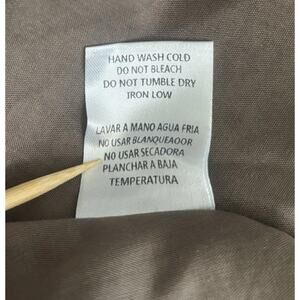 HAND WASH COLD
DO NOT BLEACH
DO NOT TUMBLE DRY
IRON LOW
LAVAR A MANO AGUA FRIA
NO USAR BLANQUEADOR
NO USAR SECADORA
PLANCHAR A BAJA
TEMPERATURA